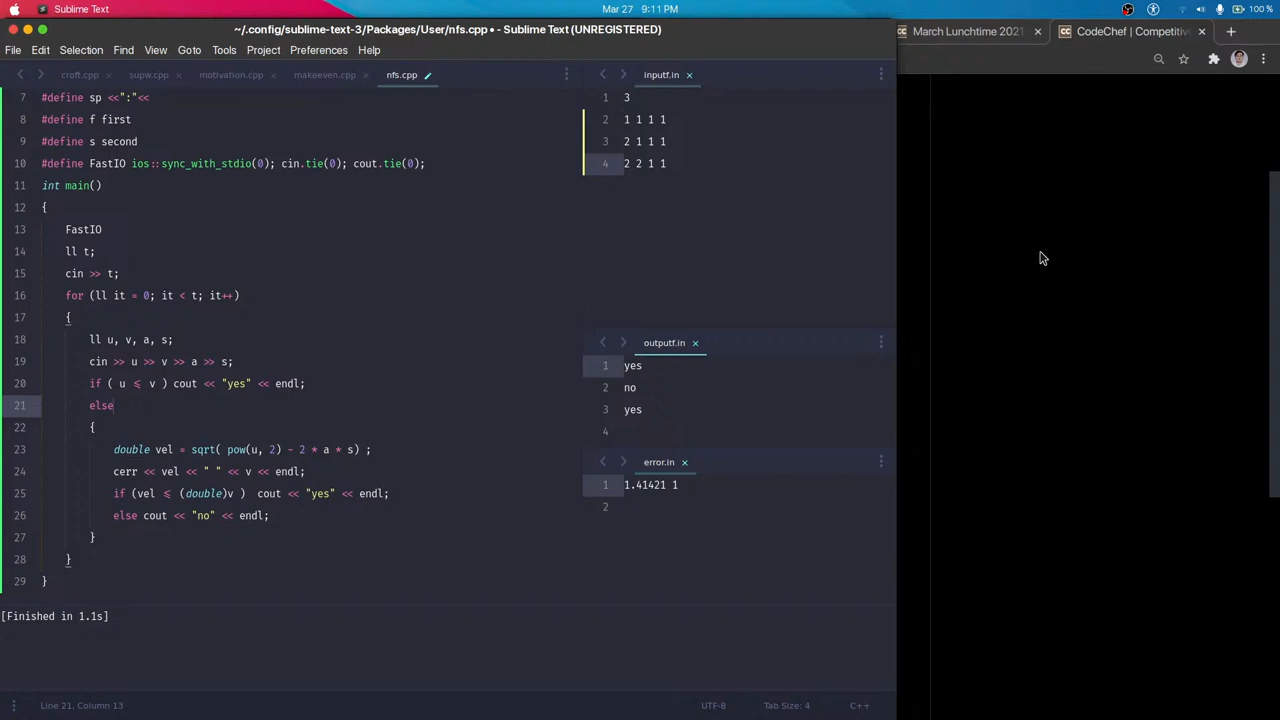 Sublime Text
Mar 27 9:11 PM
100 %
~/.config/sublime-text-3/Packages/User/nfs.cpp • - Sublime Text (UNREGISTERED)
File Edit Selection Find View Goto Tools Project Preferences Help
March Lunchtime 2021
CodeChef | Competitive
croft.cpp supw.cpp motivation.cpp makeeven.cpp nfs.cpp
7 #define sp <<":"<<
8 #define f first
9 #define s second
10 #define FastIO ios::sync_with_stdio(0); cin.tie(0); cout.tie(0);
11 int main()
12 {
13 FastIO
14 ll t;
15 cin >> t;
16 for (ll it = 0; it < t; it++)
17 {
18 ll u, v, a, s;
19 cin >> u >> v >> a >> s;
20 if ( u <= v ) cout << "yes" << endl;
21 else
22 {
23 double vel = sqrt( pow(u, 2) - 2 * a * s) ;
24 cerr << vel << " " << v << endl;
25 if (vel <= (double)v )  cout << "yes" << endl;
26 else cout << "no" << endl;
27 }
28 }
29 }
inputf.in
1 3
2 1 1 1 1
3 2 1 1 1
4 2 2 1 1
outputf.in
1 yes
2 no
3 yes
4
error.in
1 1.41421 1
2
[Finished in 1.1s]
Line 21, Column 13
UTF-8
Tab Size: 4
C++